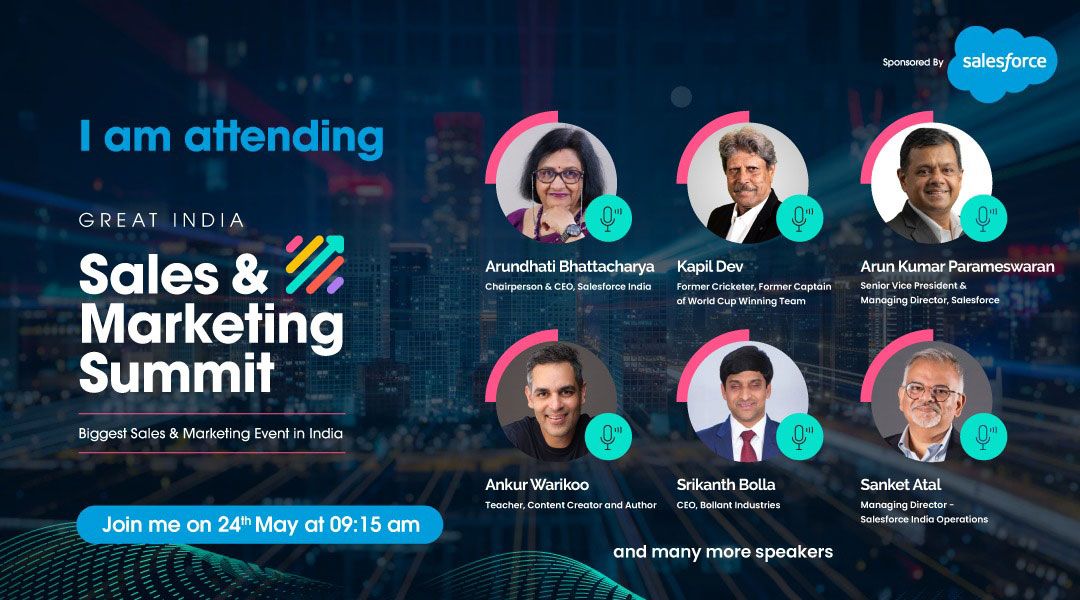 Sponsored By
salesforce
I am attending
GREAT INDIA
Sales &
Marketing
Summit
Biggest Sales & Marketing Event in India
Join me on 24th May at 09:15 am
Arundhati Bhattacharya
Chairperson & CEO, Salesforce India
Kapil Dev
Former Cricketer, Former Captain
of World Cup Winning Team
Arun Kumar Parameswaran
Senior Vice President &
Managing Director, Salesforce
Ankur Warikoo
Teacher, Content Creator and Author
Srikanth Bolla
CEO, Bollant Industries
Sanket Atal
Managing Director -
Salesforce India Operations
and many more speakers